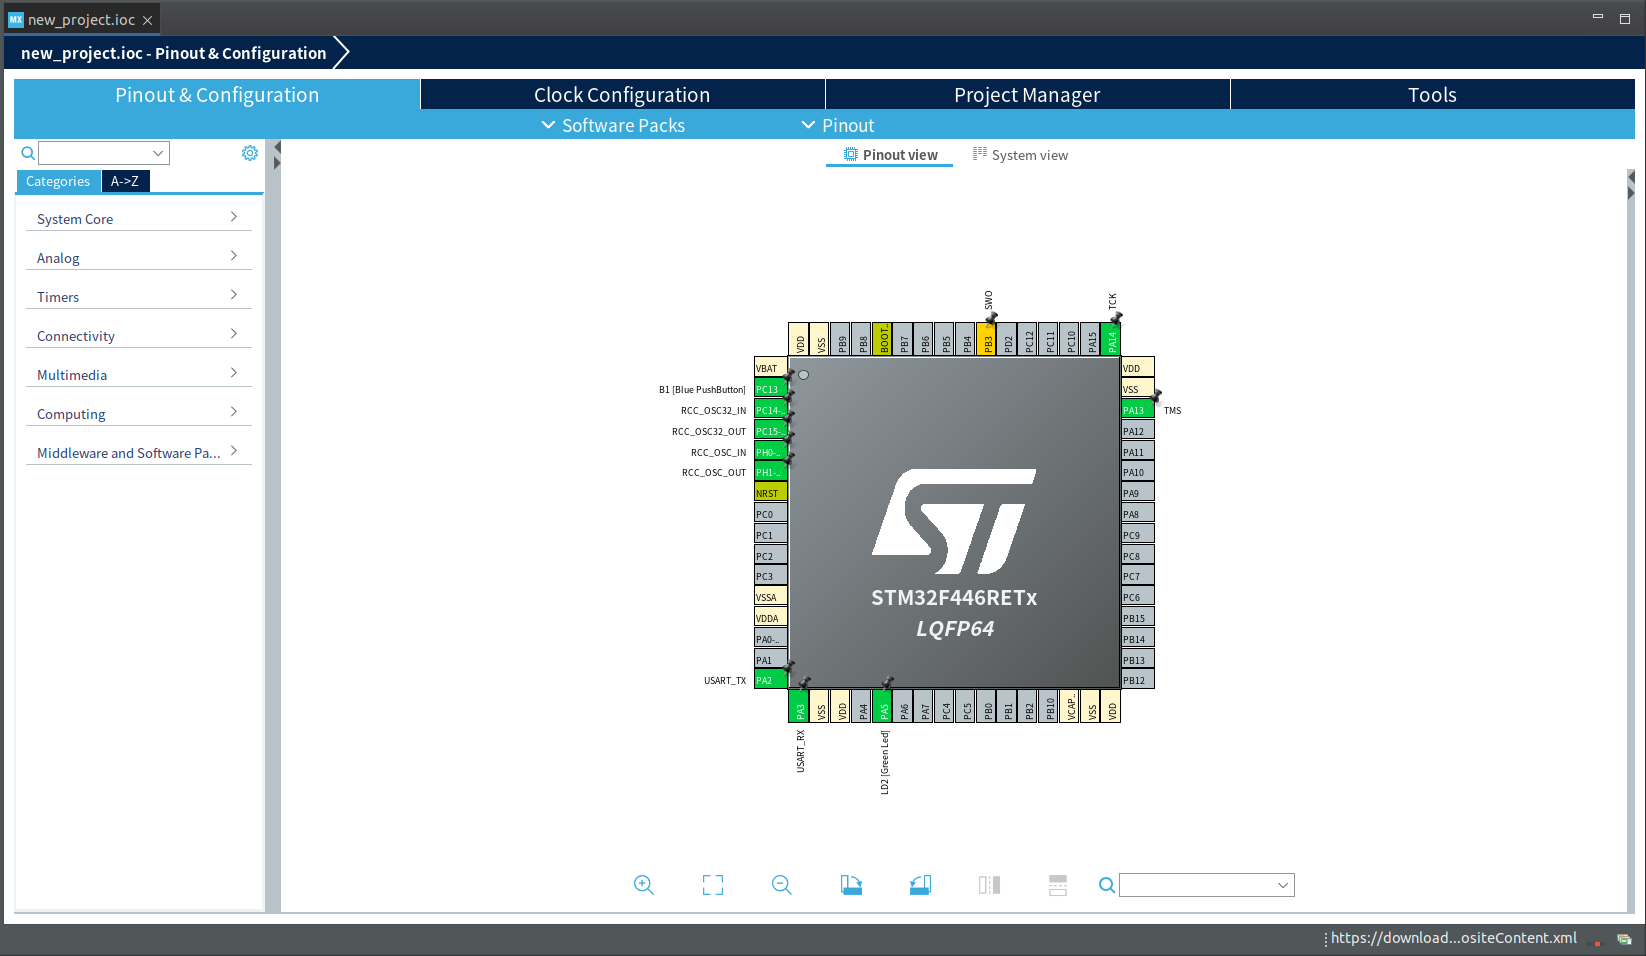 MX new_project.ioc
new_project.ioc - Pinout & Configuration
Pinout & Configuration
Clock Configuration
Project Manager
Tools
Software Packs
Pinout
Pinout view
System view
Categories
A->Z
System Core
Analog
Timers
Connectivity
Multimedia
Computing
Middleware and Software Pa...
SWO
TCK
VDD
VSS
PB9
PB8
BOOT..
PB7
PB6
PB5
PB4
PB3
PD2
PC12
PC11
PC10
PA15
PA14
VBAT
B1 [Blue PushButton]
PC13
RCC_OSC32_IN
PC14-..
RCC_OSC32_OUT
PC15-..
RCC_OSC_IN
PH0-..
RCC_OSC_OUT
PH1-..
NRST
PC0
PC1
PC2
PC3
VSSA
VDDA
PA0-..
PA1
USART_TX
PA2
ST
STM32F446RETx
LQFP64
VDD
VSS
PA13
TMS
PA12
PA11
PA10
PA9
PA8
PC9
PC8
PC7
PC6
PB15
PB14
PB13
PB12
PA3
VSS
VDD
PA4
PA5
PA6
PA7
PC4
PC5
PB0
PB1
PB2
PB10
VCAP..
VSS
VDD
USART_RX
LD2 [Green Led]
https://download...ositeContent.xml